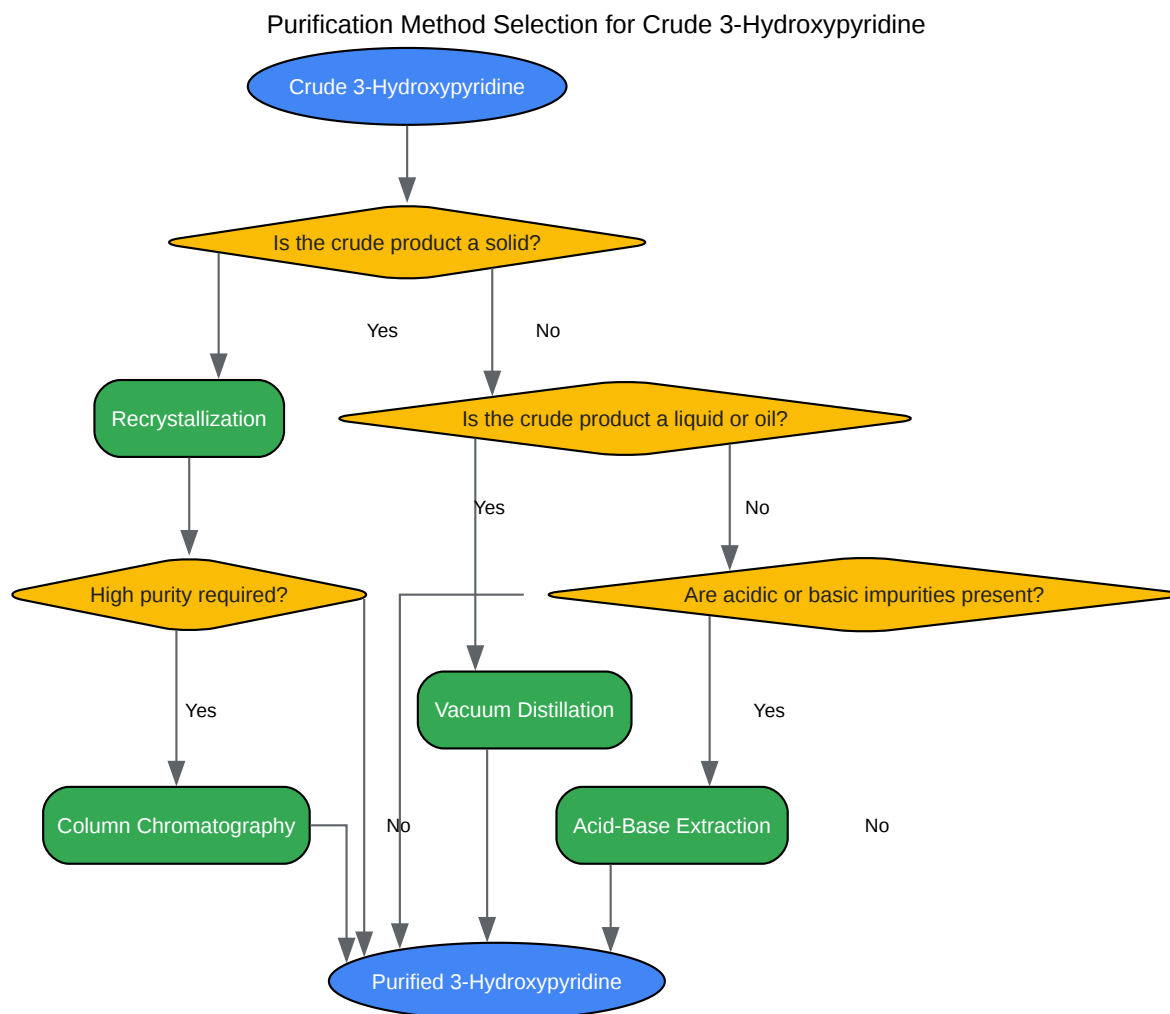 Purification Method Selection for Crude 3-Hydroxypyridine
Crude 3-Hydroxypyridine
Is the crude product a solid?
Yes
No
Recrystallization
Is the crude product a liquid or oil?
Yes
No
High purity required?
Are acidic or basic impurities present?
Yes
Vacuum Distillation
Yes
Column Chromatography
No
Acid-Base Extraction
No
Purified 3-Hydroxypyridine